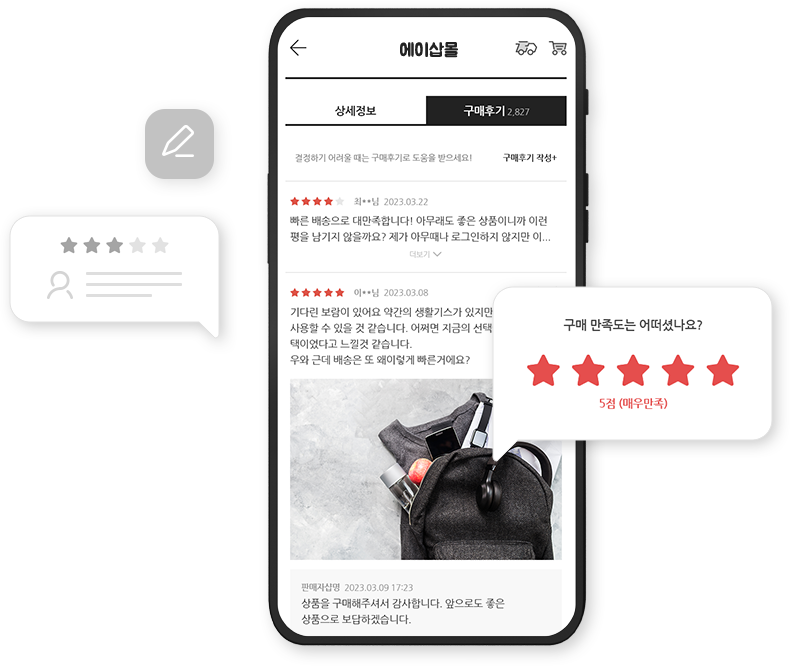 에이샵몰
상세정보
구매후기 2,827
결정하기 어려울 때는 구매후기로 도움을 받으세요!
구매후기 작성+
최**님 2023.03.22
빠른 배송으로 대만족합니다! 아무래도 좋은 상품이니까 이런
평을 남기지 않을까요? 제가 아무때나 로그인하지 않지만 이...
더보기
이**님 2023.03.08
기다린 보람이 있어요 약간의 생활기스가 있지만
사용할 수 있을 것 같습니다. 어쩌면 지금의 선택
택이었다고 느낄것 같습니다.
우와 근데 배송은 또 왜이렇게 빠른거에요?
구매 만족도는 어떠셨나요?
5점 (매우만족)
판매자샵명 2023.03.09 17:23
상품을 구매해주셔서 감사합니다. 앞으로도 좋은
상품으로 보답하겠습니다.